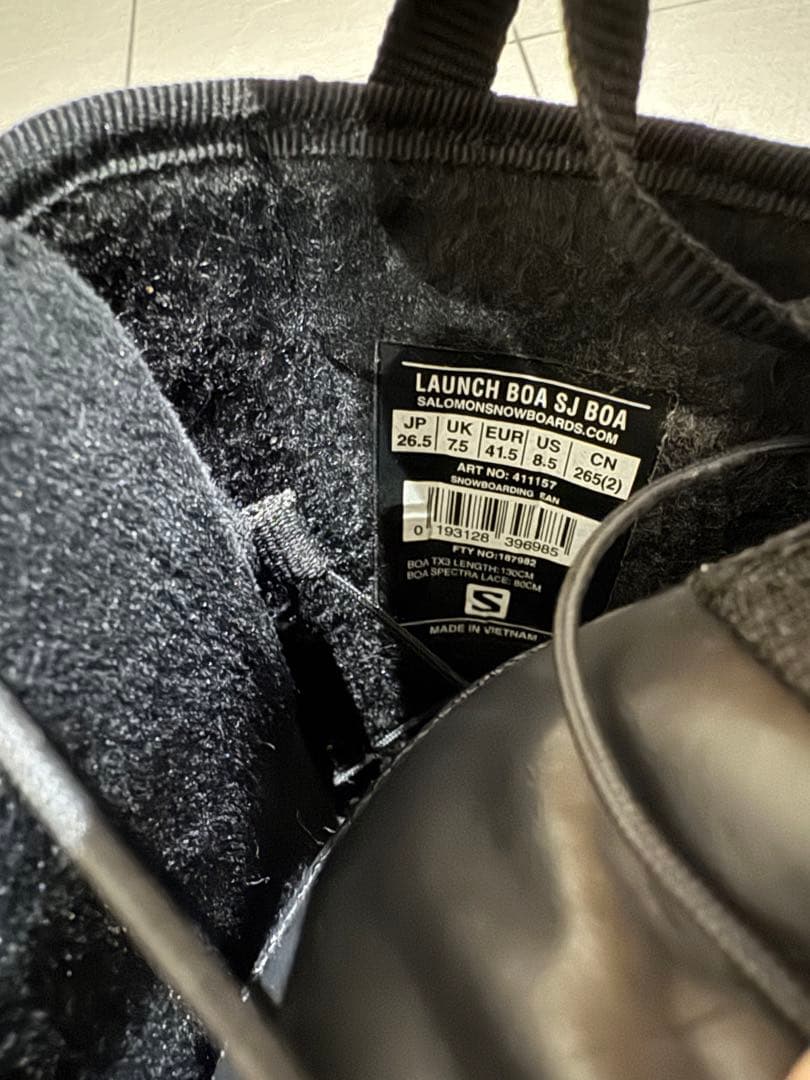 LAUNCH BOA SJ BOA
SALOMONSNOWBOARDS.COM
JP UK EUR US CN
26.5 7.5 41.5 8.5 265(2)
ART NO: 411157
SNOWBOARDING EAN
0 193128 396985
FTY NO:187982
BOA TX3 LENGTH:130CM
BOA SPECTRA LACE: 80CM
S
MADE IN VIETNAM